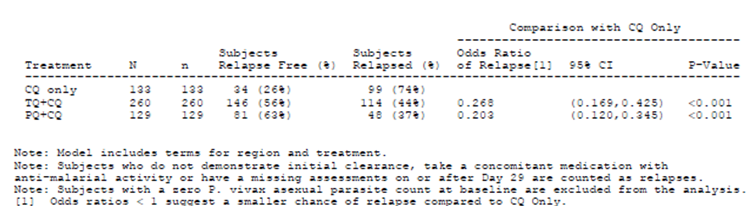 Comparison with CQ Only
Subjects Subjects Odds Ratio
Treatment N n Relapse Free (%) Relapsed (%) of Relapse[1] 95% CI P-Value
CQ only 133 133 34 (26%) 99 (74%)
TQ+CQ 260 260 146 (56%) 114 (44%) 0.268 (0.169,0.425) <0.001
PQ+CQ 129 129 81 (63%) 48 (37%) 0.203 (0.120,0.345) <0.001
Note: Model includes terms for region and treatment.
Note: Subjects who do not demonstrate initial clearance, take a concomitant medication with
anti-malarial activity or have a missing assessments on or after Day 29 are counted as relapses.
Note: Subjects with a zero P. vivax asexual parasite count at baseline are excluded from the analysis.
[1] Odds ratios < 1 suggest a smaller chance of relapse compared to CQ Only.